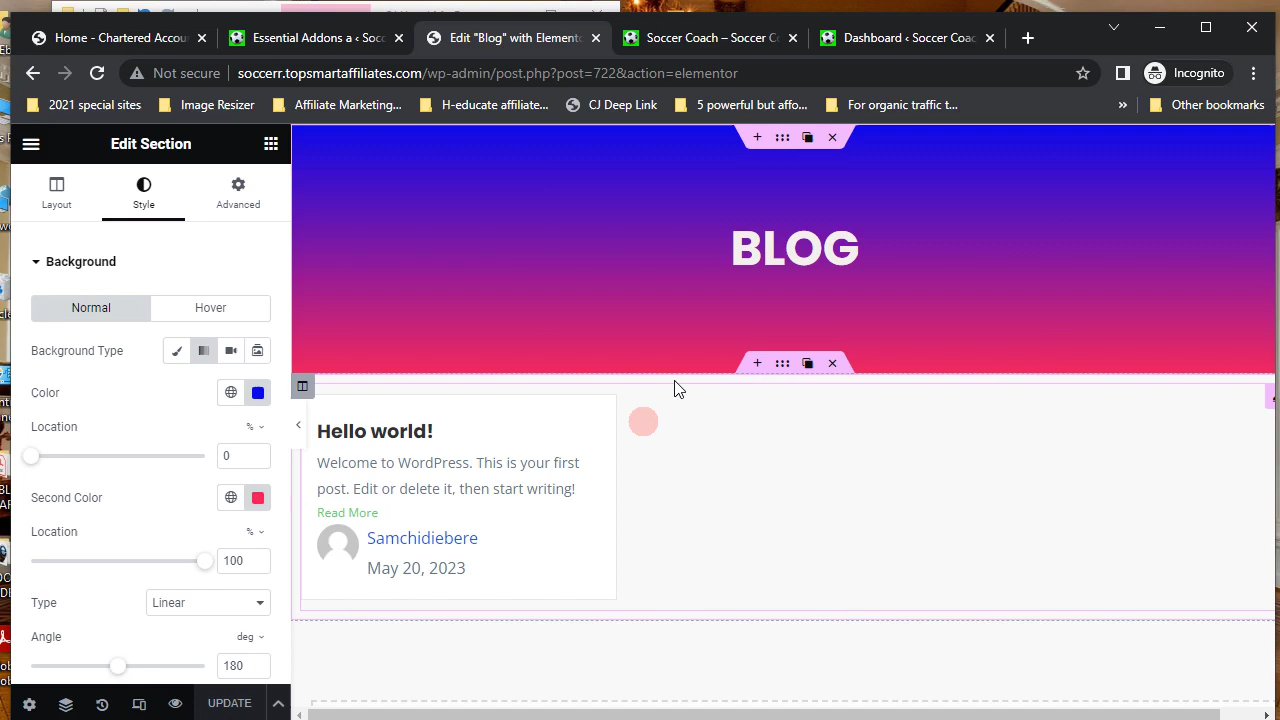 Home - Chartered Accou
Essential Addons a ‹ Socc
Edit "Blog" with Elemento
Soccer Coach – Soccer Co
Dashboard ‹ Soccer Coac
Not secure
soccerr.topsmartaffiliates.com/wp-admin/post.php?post=722&action=elementor
Incognito
2021 special sites
Image Resizer
Affiliate Marketing...
H-educate affiliate...
CJ Deep Link
5 powerful but affo...
For organic traffic t...
»
Other bookmarks
Edit Section
Layout
Style
Advanced
Background
Normal
Hover
Background Type
Color
Location
%
0
Second Color
Location
%
100
Type
Linear
Angle
deg
180
UPDATE
BLOG
Hello world!
Welcome to WordPress. This is your first
post. Edit or delete it, then start writing!
Read More
Samchidiebere
May 20, 2023